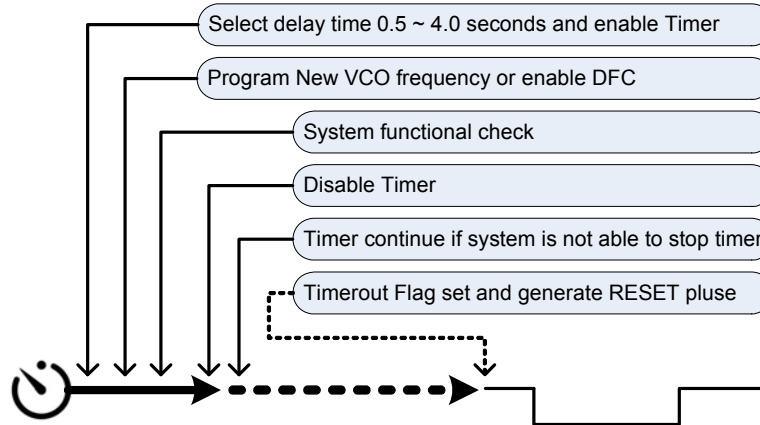 Select delay time 0.5 ~ 4.0 seconds and enable Timer
Program New VCO frequency or enable DFC
System functional check
Disable Timer
Timer continue if system is not able to stop timer
Timerout Flag set and generate RESET pluse